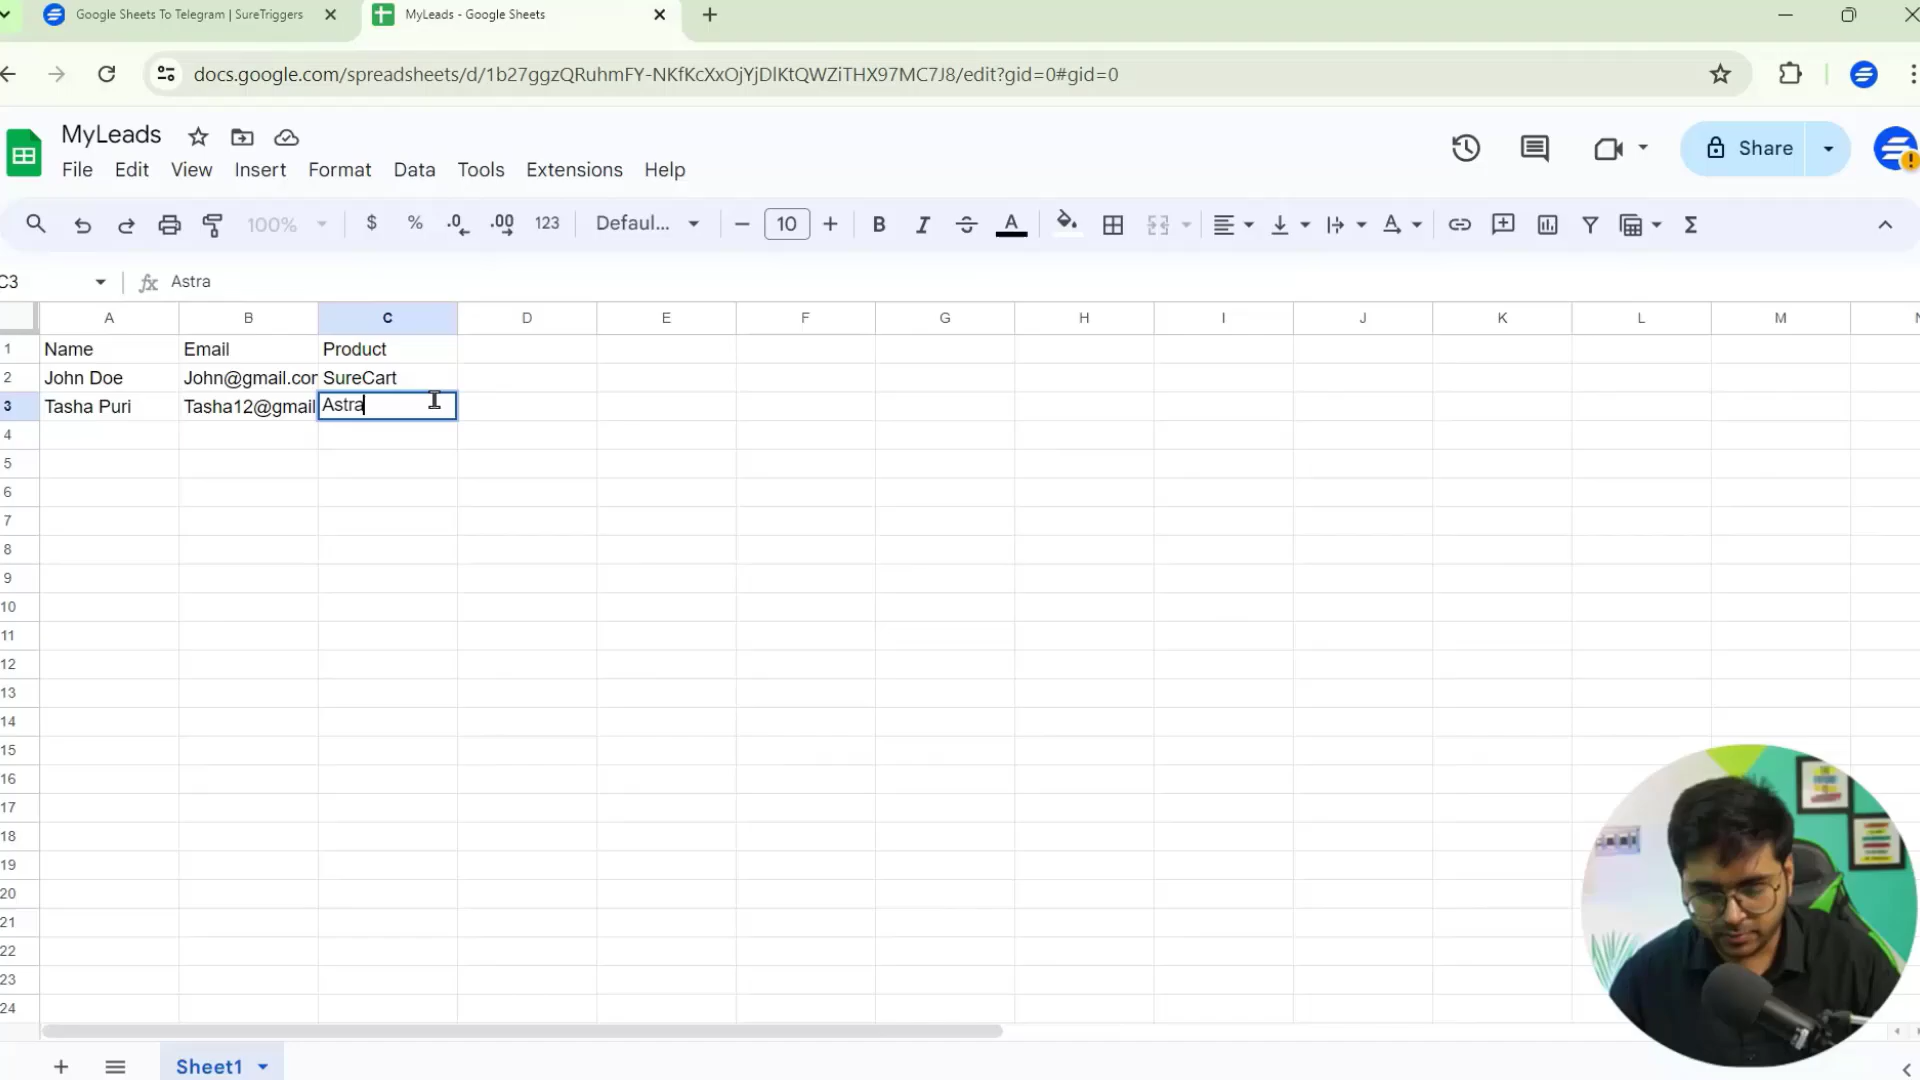 Google Sheets To Telegram | SureTriggers
MyLeads - Google Sheets
docs.google.com/spreadsheets/d/1b27ggzQRuhmFY-NKfKcXxOjYjDlKtQWZiTHX97MC7J8/edit?gid=0#gid=0
MyLeads
File Edit View Insert Format Data Tools Extensions Help
Share
100% $ % .0 .00 123 Defaul... 10 B I A Σ
C3 fx Astra
A B C D E F G H I J K L M N
1 Name Email Product
2 John Doe John@gmail.com SureCart
3 Tasha Puri Tasha12@gmail Astra
4
5
6
7
8
9
10
11
12
13
14
15
16
17
18
19
20
21
22
23
24
Sheet1